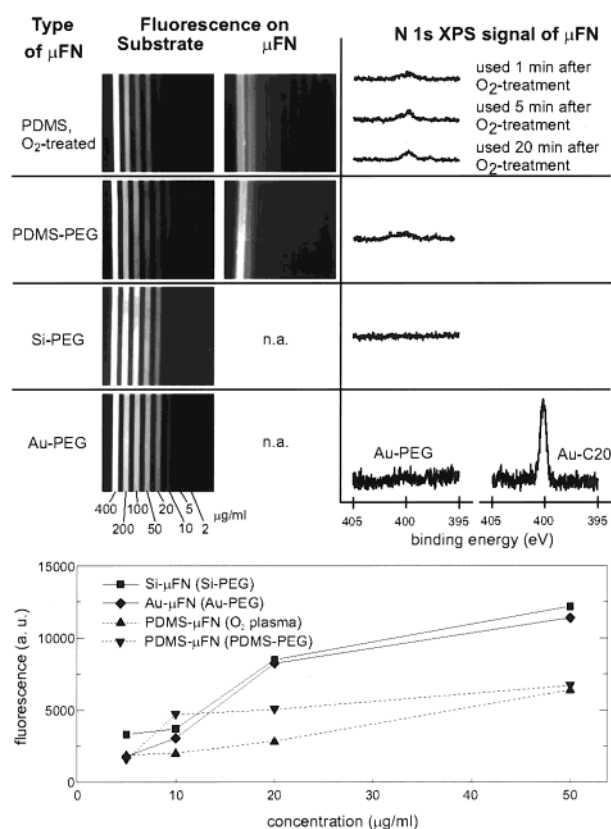 Type of μFN
Fluorescence on
Substrate
μFN
N 1s XPS signal of μFN
PDMS,
O₂-treated
used 1 min after
O₂-treatment
used 5 min after
O₂-treatment
used 20 min after
O₂-treatment
PDMS-PEG
Si-PEG
n.a.
Au-PEG
n.a.
Au-PEG
Au-C20
400
100
20
5
μg/ml
200
50
10
2
405
400
395
405
400
395
binding energy (eV)
15000
10000
5000
0
fluorescence (a. u.)
Si-μFN (Si-PEG)
Au-μFN (Au-PEG)
PDMS-μFN (O₂ plasma)
PDMS-μFN (PDMS-PEG)
0
10
20
30
40
50
concentration (μg/ml)